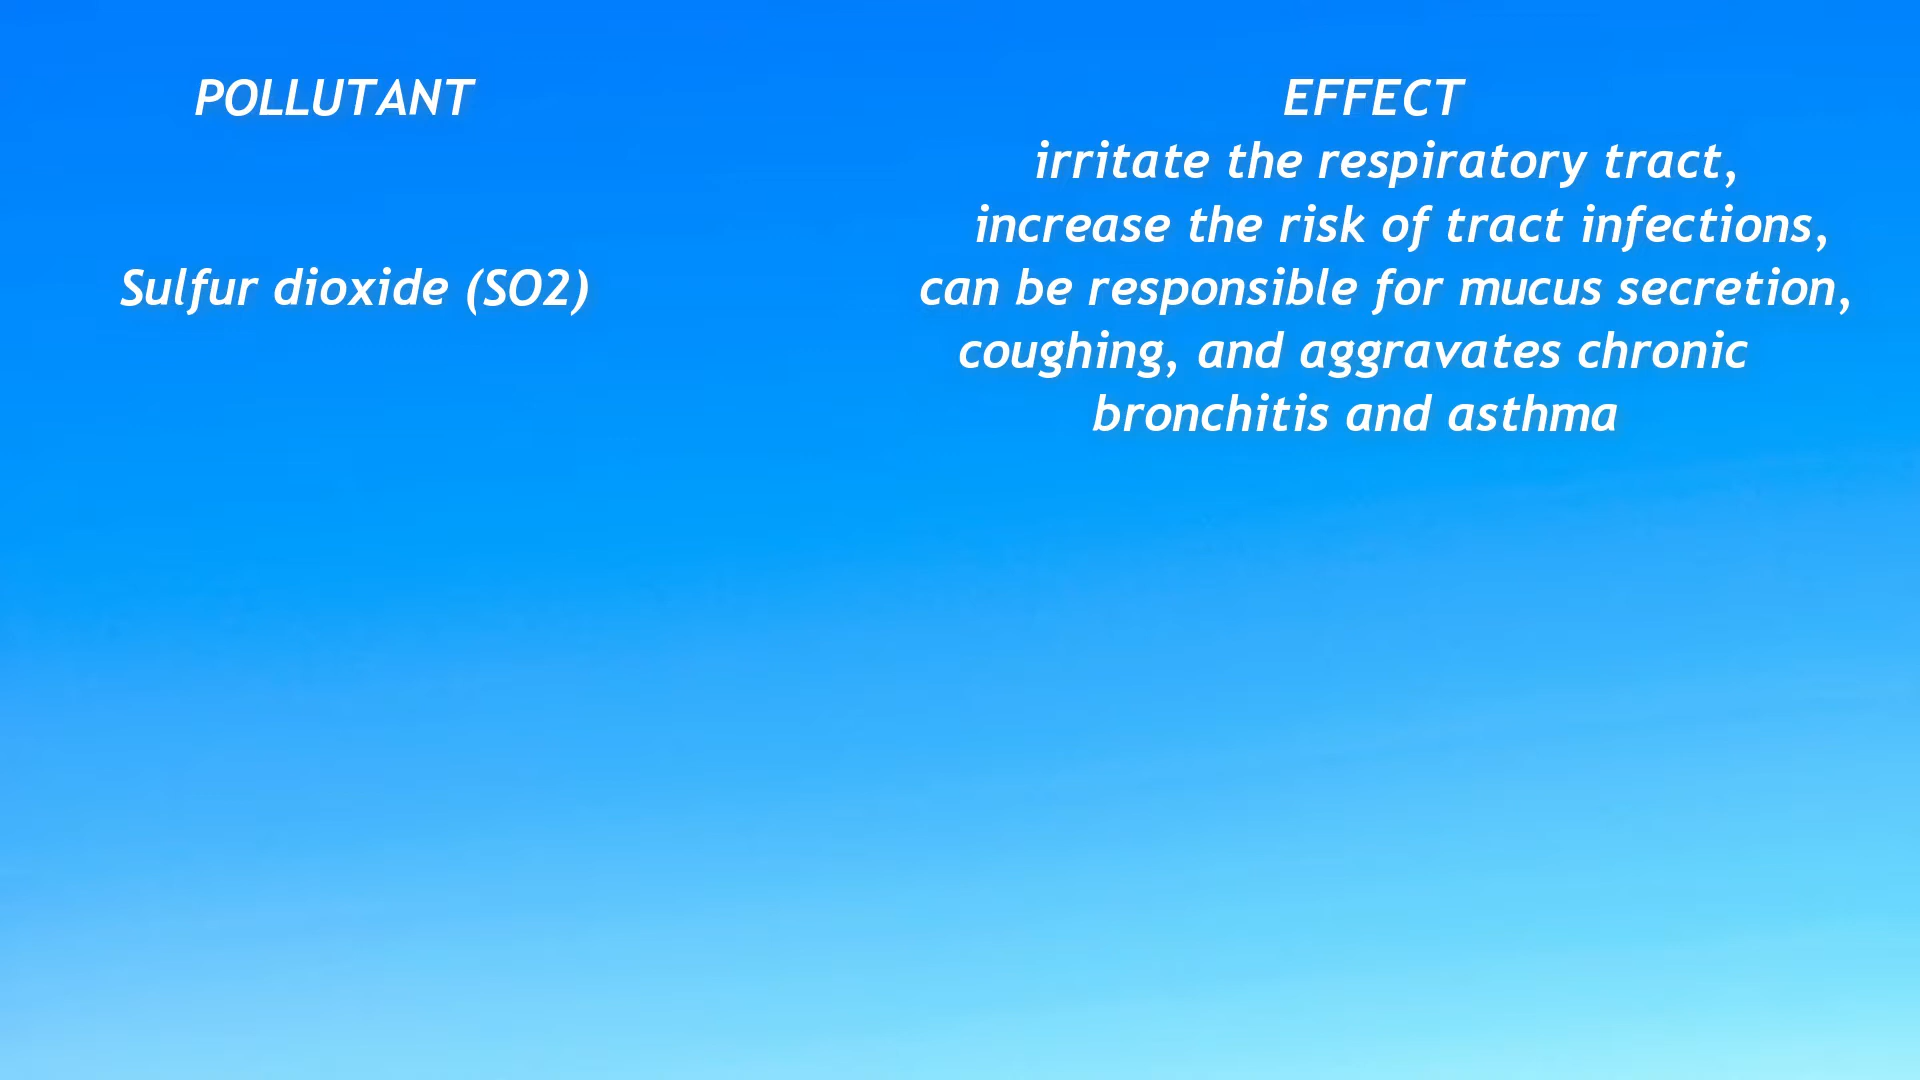 POLLUTANT
EFFECT
irritate the respiratory tract,
increase the risk of tract infections,
Sulfur dioxide (SO2)
can be responsible for mucus secretion,
coughing, and aggravates chronic
bronchitis and asthma